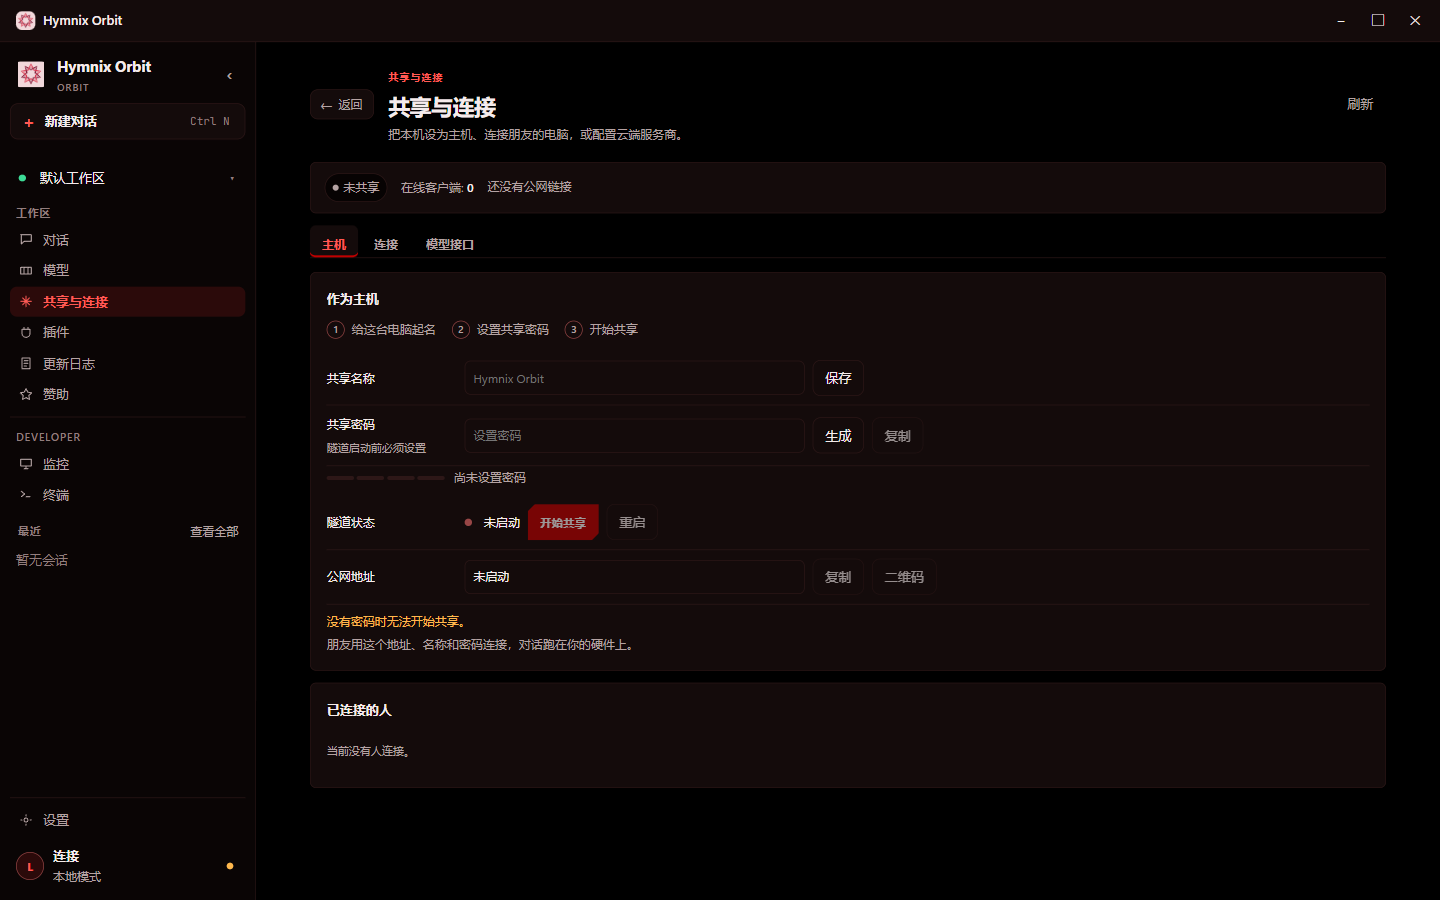 Hymnix Orbit
Hymnix Orbit
ORBIT
新建对话 Ctrl N
默认工作区
工作区
对话
模型
共享与连接
插件
更新日志
赞助
DEVELOPER
监控
终端
最近 查看全部
暂无会话
设置
L
连接
本地模式
← 返回
共享与连接
共享与连接
把本机设为主机、连接朋友的电脑，或配置云端服务商。
刷新
未共享 在线客户端: 0 还没有公网链接
主机 连接 模型接口
作为主机
1 给这台电脑起名 2 设置共享密码 3 开始共享
共享名称 Hymnix Orbit 保存
共享密码 设置密码 生成 复制
隧道启动前必须设置
尚未设置密码
隧道状态 未启动 开始共享 重启
公网地址 未启动 复制 二维码
没有密码时无法开始共享。
朋友用这个地址、名称和密码连接，对话跑在你的硬件上。
已连接的人
当前没有人连接。